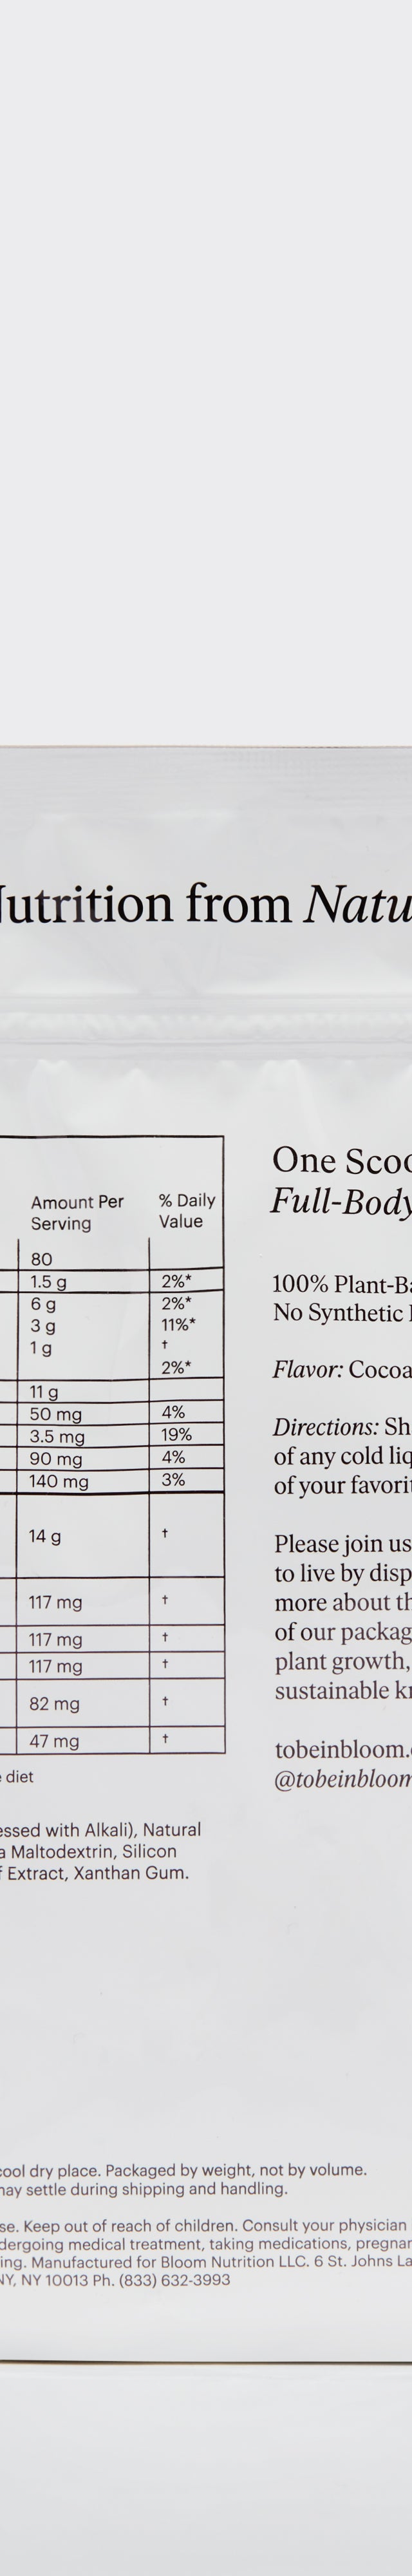 Nutrition from Natu
Amount Per % Daily
Serving Value
80
1.5 g 2%*
6 g 2%*
3 g 11%*
1 g †
2%*
11 g
50 mg 4%
3.5 mg 19%
90 mg 4%
140 mg 3%
14 g †
117 mg †
117 mg †
117 mg †
82 mg †
47 mg †
e diet
essed with Alkali), Natural
a Maltodextrin, Silicon
f Extract, Xanthan Gum.
One Scoo
Full-Body
100% Plant-Ba
No Synthetic
Flavor: Cocoa
Directions: Sh
of any cold liq
of your favorit
Please join us
to live by disp
more about th
of our packag
plant growth,
sustainable kn
tobeinbloom.c
@tobeinbloom
cool dry place. Packaged by weight, not by volume.
may settle during shipping and handling.
se. Keep out of reach of children. Consult your physician
dergoing medical treatment, taking medications, pregnan
ing. Manufactured for Bloom Nutrition LLC. 6 St. Johns La
NY, NY 10013 Ph. (833) 632-3993